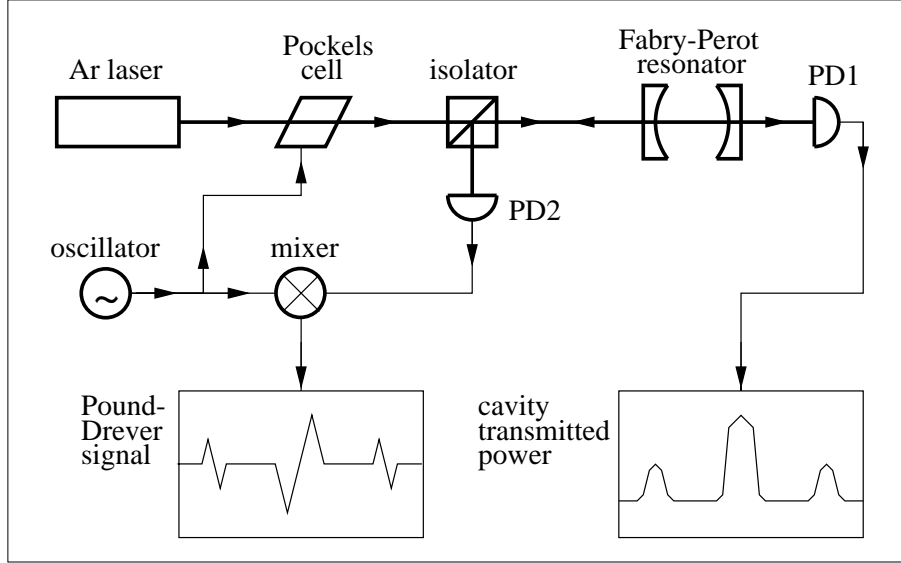 Ar laser
Pockels
cell
isolator
Fabry-Perot
resonator
PD1
PD2
oscillator
mixer
~
Pound-
Drever
signal
cavity
transmitted
power